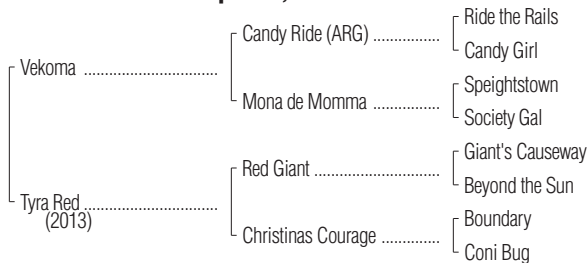 Ride the Rails
Candy Ride (ARG) ................
Candy Girl
Vekoma ................................
Speightstown
Mona de Momma ................
Society Gal
Giant's Causeway
Red Giant ..............................
Beyond the Sun
Tyra Red ................................
(2013)
Boundary
Christinas Courage ...............
Coni Bug